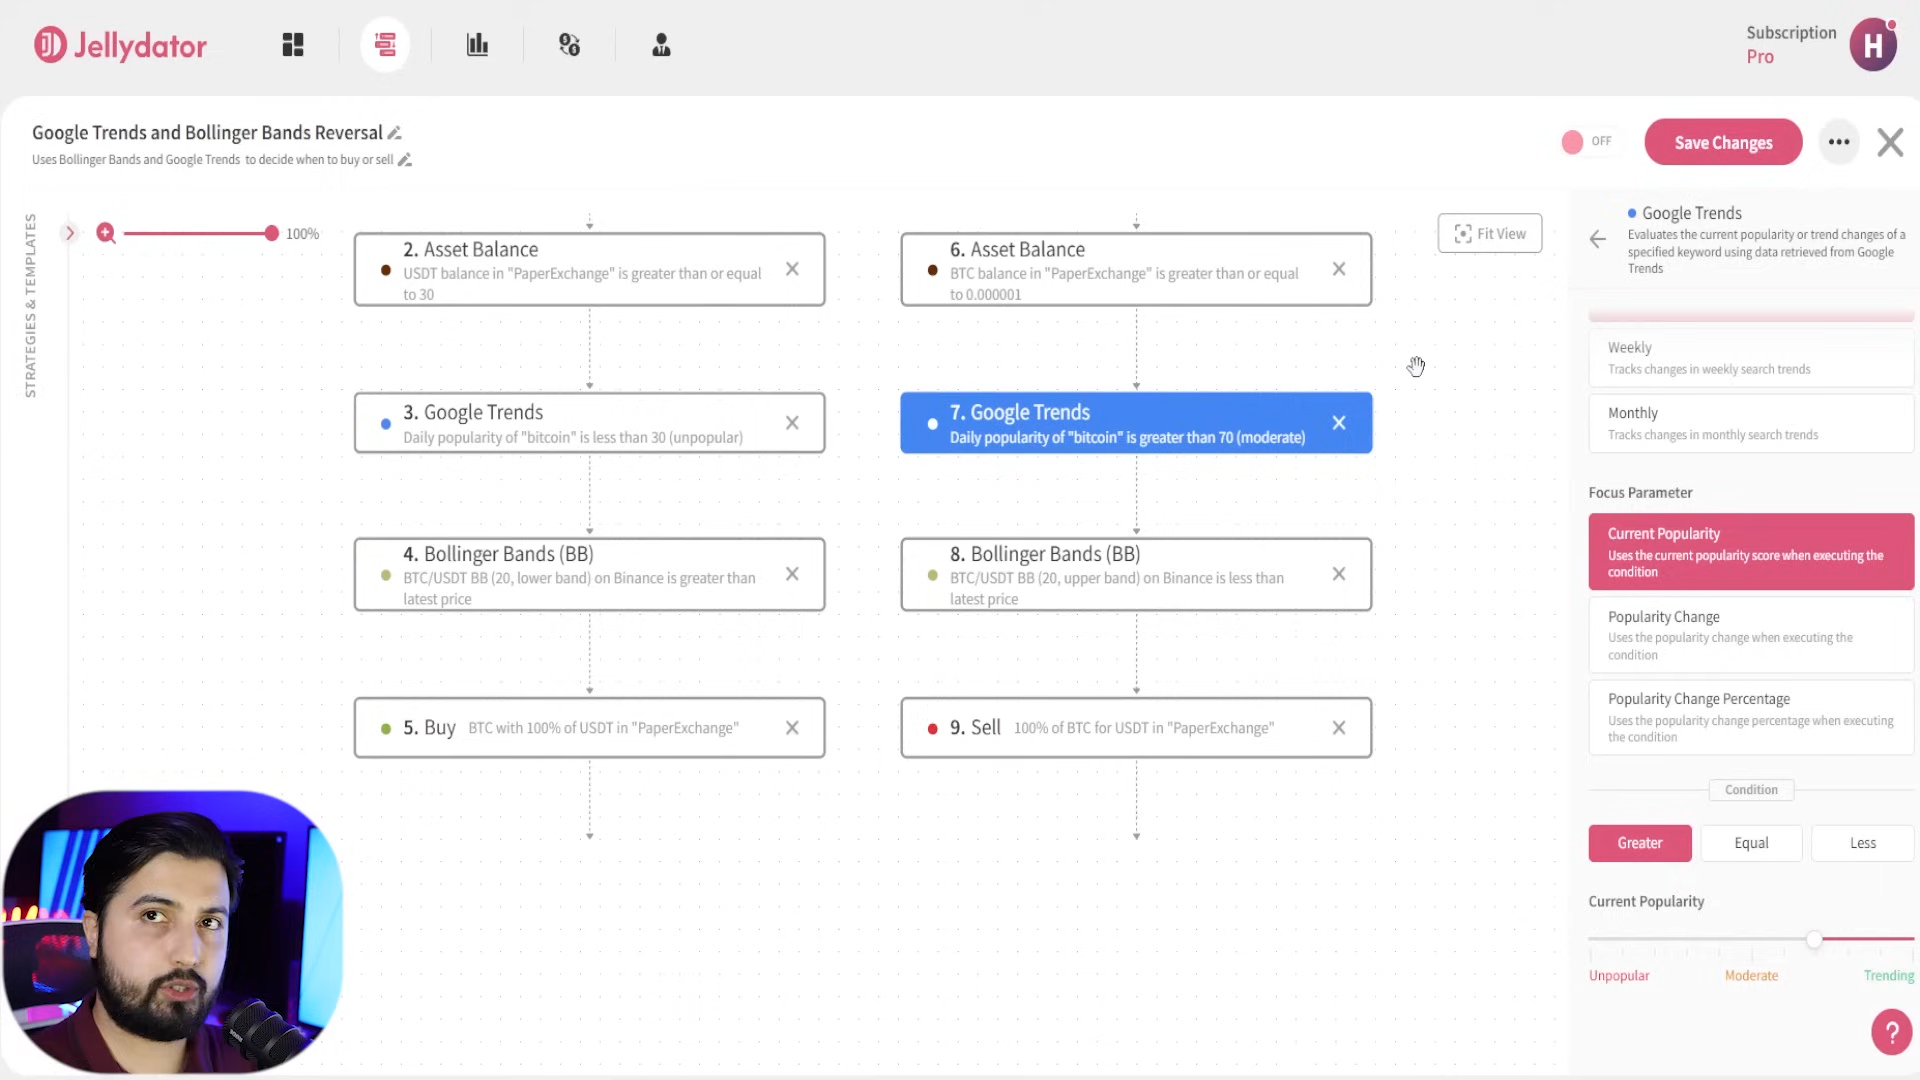 Jellydator
Subscription
Pro
H
Google Trends and Bollinger Bands Reversal
Uses Bollinger Bands and Google Trends to decide when to buy or sell
OFF
Save Changes
STRATEGIES & TEMPLATES
100%
Fit View
2. Asset Balance
USDT balance in "PaperExchange" is greater than or equal
to 30
3. Google Trends
Daily popularity of "bitcoin" is less than 30 (unpopular)
4. Bollinger Bands (BB)
BTC/USDT BB (20, lower band) on Binance is greater than
latest price
5. Buy BTC with 100% of USDT in "PaperExchange"
6. Asset Balance
BTC balance in "PaperExchange" is greater than or equal
to 0.000001
7. Google Trends
Daily popularity of "bitcoin" is greater than 70 (moderate)
8. Bollinger Bands (BB)
BTC/USDT BB (20, upper band) on Binance is less than
latest price
9. Sell 100% of BTC for USDT in "PaperExchange"
Google Trends
Evaluates the current popularity or trend changes of a
specified keyword using data retrieved from Google
Trends
Weekly
Tracks changes in weekly search trends
Monthly
Tracks changes in monthly search trends
Focus Parameter
Current Popularity
Uses the current popularity score when executing the
condition
Popularity Change
Uses the popularity change when executing the
condition
Popularity Change Percentage
Uses the popularity change percentage when executing
the condition
Condition
Greater Equal Less
Current Popularity
Unpopular Moderate Trending
?